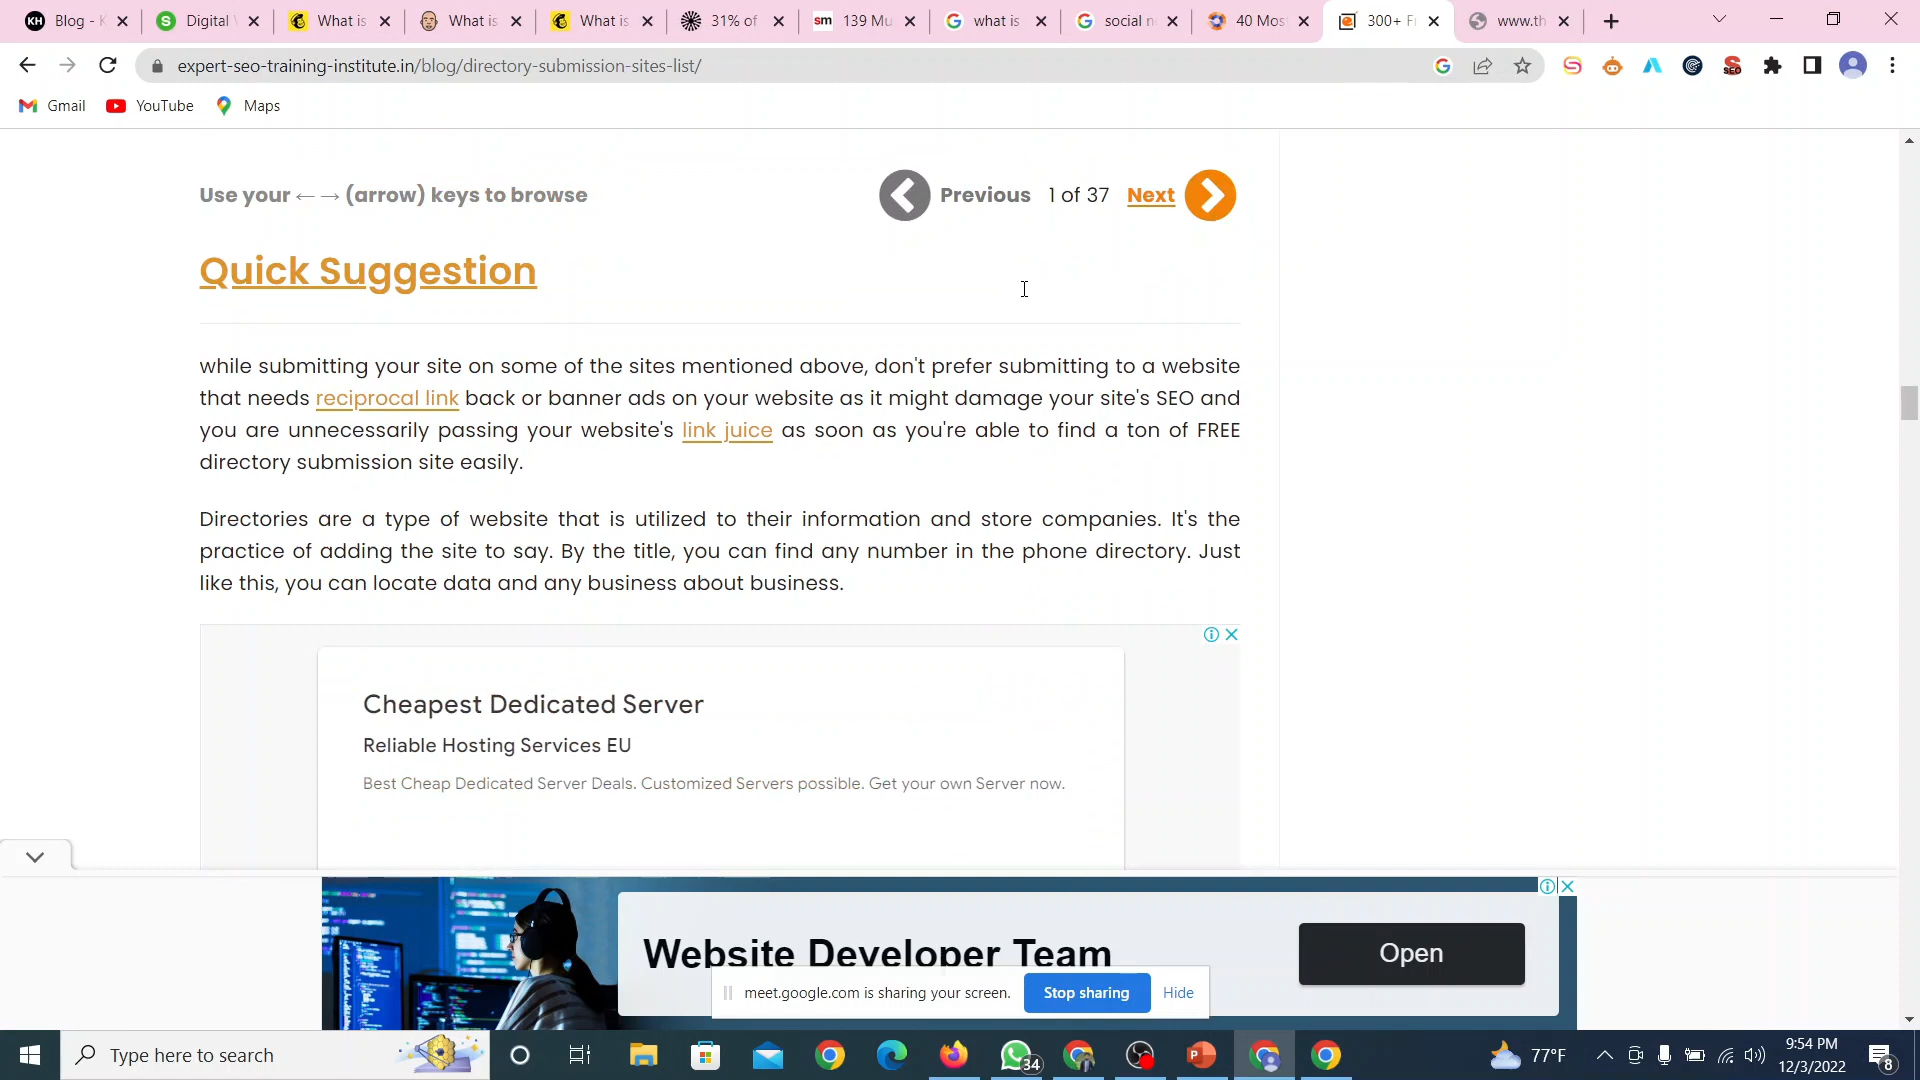 Blog - K
Digital
What is
What is
What is
31% of
sm
139 Mu
what is
social n
40 Mos
300+ Fr
www.th
expert-seo-training-institute.in/blog/directory-submission-sites-list/
Gmail
YouTube
Maps
Use your ←→ (arrow) keys to browse
Previous 1 of 37 Next
Quick Suggestion
while submitting your site on some of the sites mentioned above, don't prefer submitting to a website
that needs reciprocal link back or banner ads on your website as it might damage your site's SEO and
you are unnecessarily passing your website's link juice as soon as you're able to find a ton of FREE
directory submission site easily.
Directories are a type of website that is utilized to their information and store companies. It's the
practice of adding the site to say. By the title, you can find any number in the phone directory. Just
like this, you can locate data and any business about business.
Cheapest Dedicated Server
Reliable Hosting Services EU
Best Cheap Dedicated Server Deals. Customized Servers possible. Get your own Server now.
Website Developer Team
Open
meet.google.com is sharing your screen.
Stop sharing
Hide
Type here to search
34
77°F
9:54 PM
12/3/2022
8